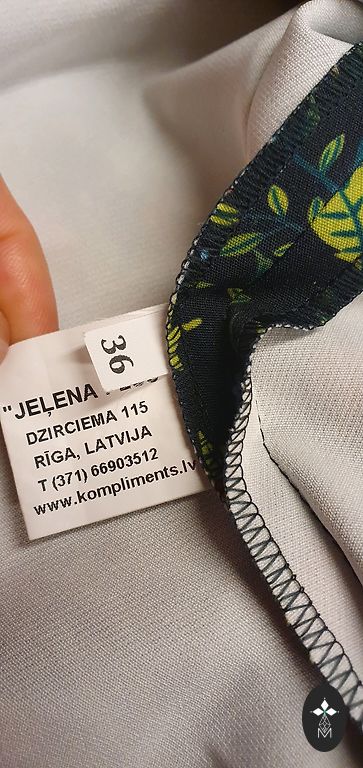 36
"JEĻENA
DZIRCIEMA 115
RĪGA, LATVIJA
T (371) 66903512
www.kompliments.lv
M